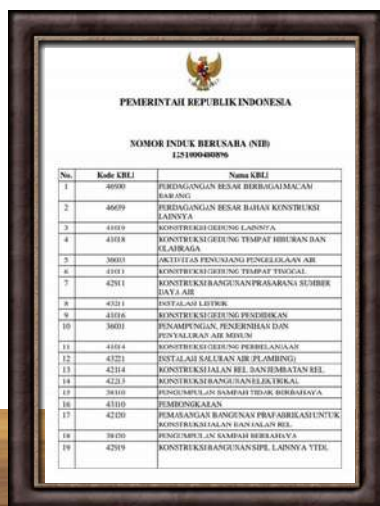 PEMERINTAH REPUBLIK INDONESIA
NOMOR INDUK BERUSAHA (NIB)
No. Kode KBLI Nama KBLI
1 46900 PERDAGANGAN BESAR BERBAGAI MACAM
BARANG
2 46639 PERDAGANGAN BESAR BAHAN KONSTRUKSI
LAINNYA
3 41019 KONSTRUKSI GEDUNG LAINNYA
4 41018 KONSTRUKSI GEDUNG TEMPAT HIBURAN DAN
OLAHRAGA
5 36003 AKTIVITAS PENUNJANG PENGELOLAAN AIR
6 41011 KONSTRUKSI GEDUNG TEMPAT TINGGAL
7 42911 KONSTRUKSI BANGUNAN PRASARANA SUMBER
DAYA AIR
8 43211 INSTALASI LISTRIK
9 41016 KONSTRUKSI GEDUNG PENDIDIKAN
10 36001 PENAMPUNGAN, PENJERNIHAN DAN
PENYALURAN AIR MINUM
11 41014 KONSTRUKSI GEDUNG PERBELANJAAN
12 43221 INSTALASI SALURAN AIR (PLAMBING)
13 42114 KONSTRUKSI JALAN REL DAN JEMBATAN REL
14 42213 KONSTRUKSI BANGUNAN ELEKTRIKAL
15 38110 PENGUMPULAN SAMPAH TIDAK BERBAHAYA
16 43110 PEMBONGKARAN
17 42120 PEMASANGAN BANGUNAN PRAFABRIKASI UNTUK
KONSTRUKSI JALAN DAN JALAN REL
18 38120 PENGUMPULAN SAMPAH BERBAHAYA
19 42919 KONSTRUKSI BANGUNAN SIPIL LAINNYA YTDL